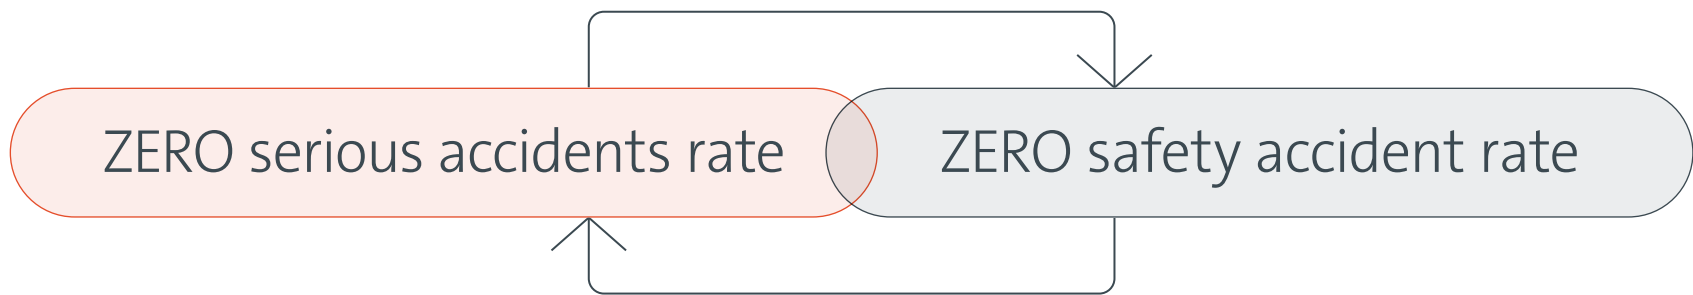 ZERO serious accidents rate
ZERO safety accident rate